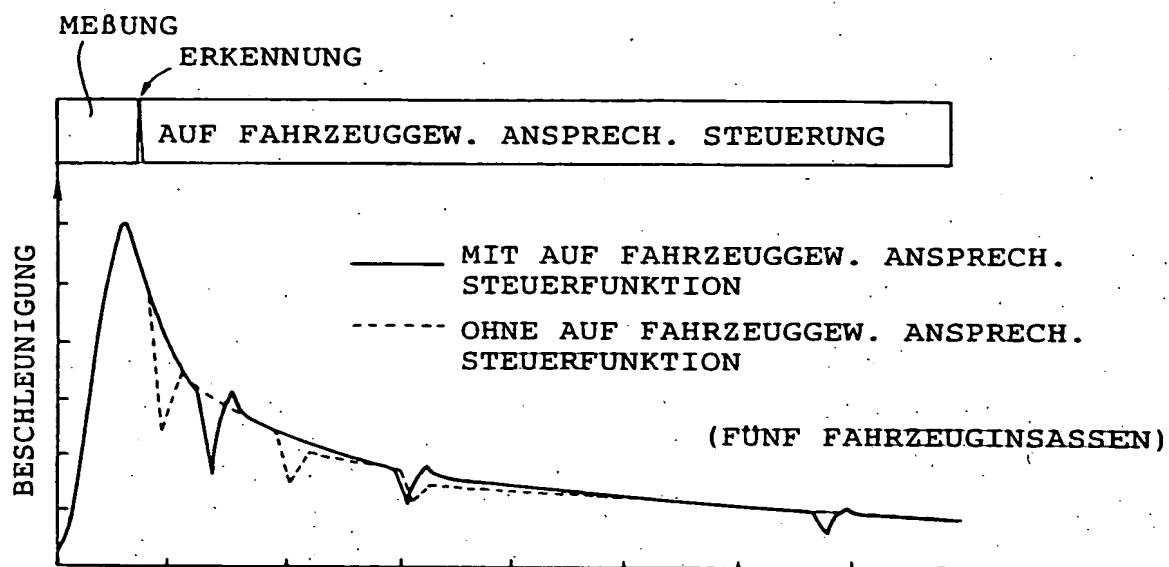 MEßUNG
ERKENNUNG
AUF FAHRZEUGGEW. ANSPRECH. STEUERUNG
BESCHLEUNIGUNG
MIT AUF FAHRZEUGGEW. ANSPRECH.
STEUERFUNKTION
OHNE AUF FAHRZEUGGEW. ANSPRECH.
STEUERFUNKTION
(FÜNF FAHRZEUGINSASSEN)